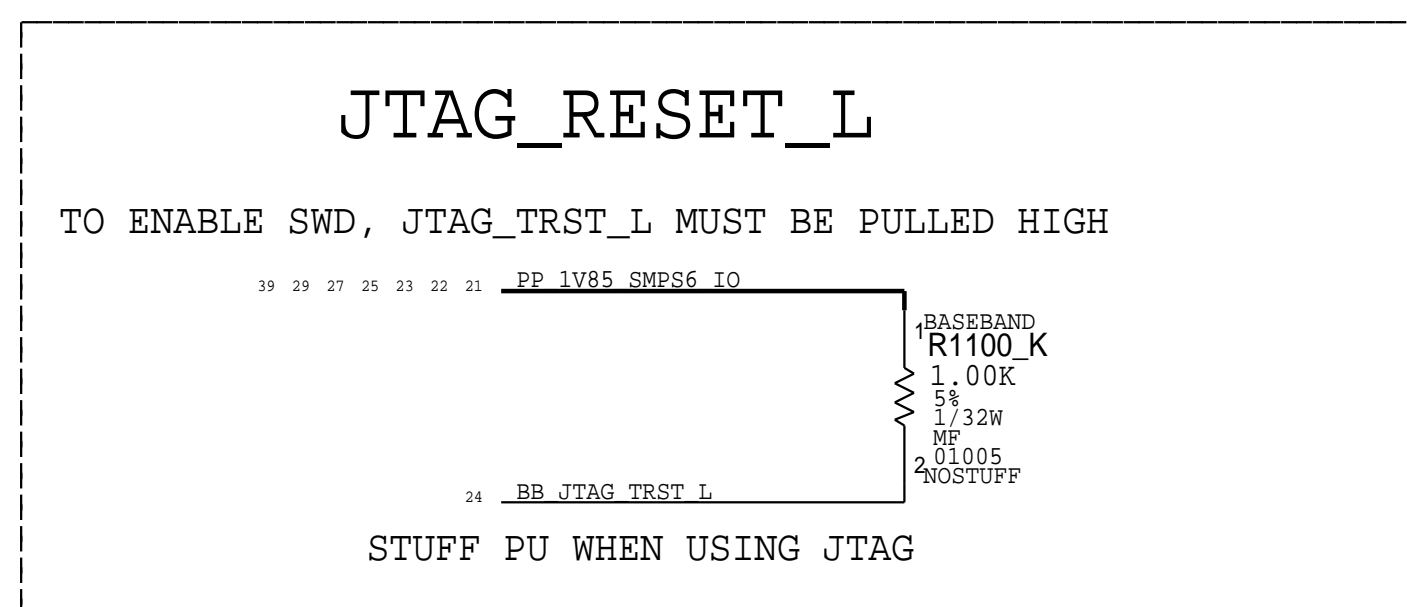 JTAG_RESET_L
TO ENABLE SWD, JTAG_TRST_L MUST BE PULLED HIGH
39 29 27 25 23 22 21 PP_1V85_SMPS6_IO
1 BASEBAND
R1100_K
1.00K
5%
1/32W
MF
01005
2 NOSTUFF
24 BB_JTAG_TRST_L
STUFF PU WHEN USING JTAG